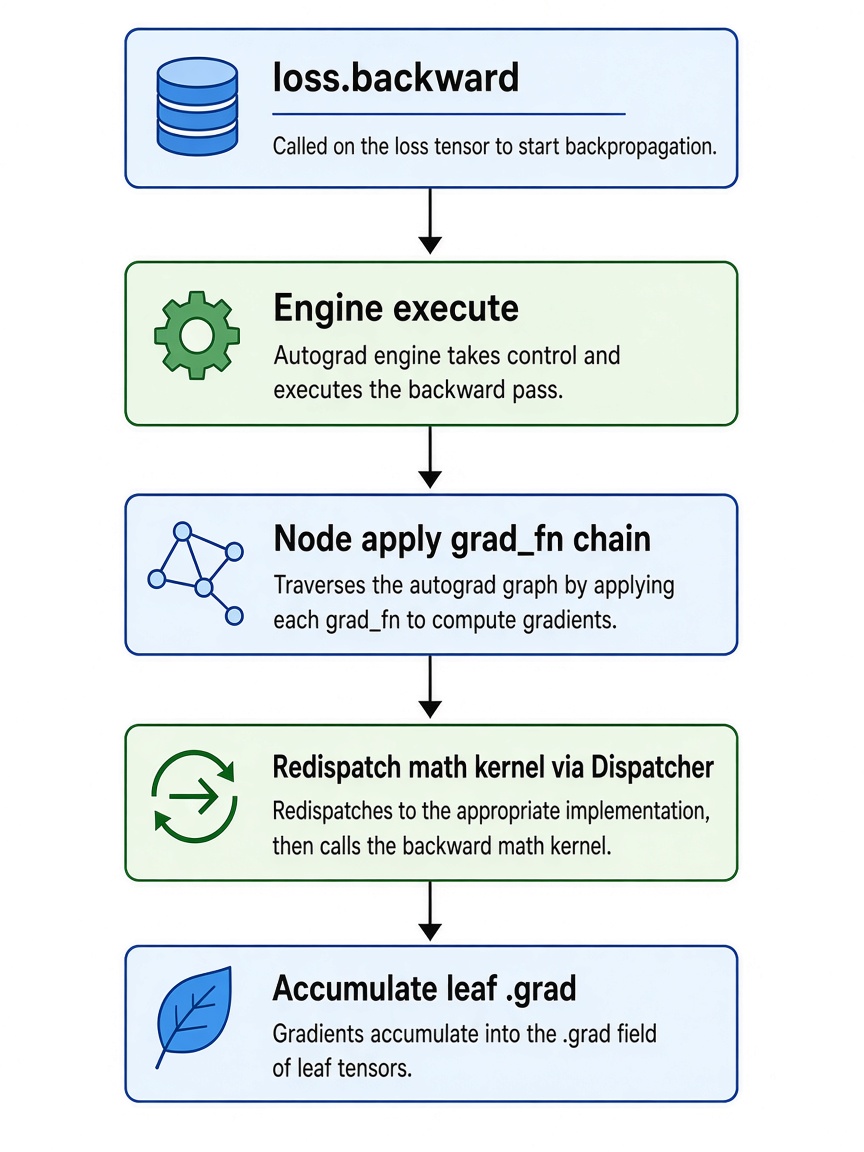 loss.backward
Called on the loss tensor to start backpropagation.
Engine execute
Autograd engine takes control and
executes the backward pass.
Node apply grad_fn chain
Traverses the autograd graph by applying
each grad_fn to compute gradients.
Redispatch math kernel via Dispatcher
Redispatches to the appropriate implementation,
then calls the backward math kernel.
Accumulate leaf .grad
Gradients accumulate into the .grad field
of leaf tensors.